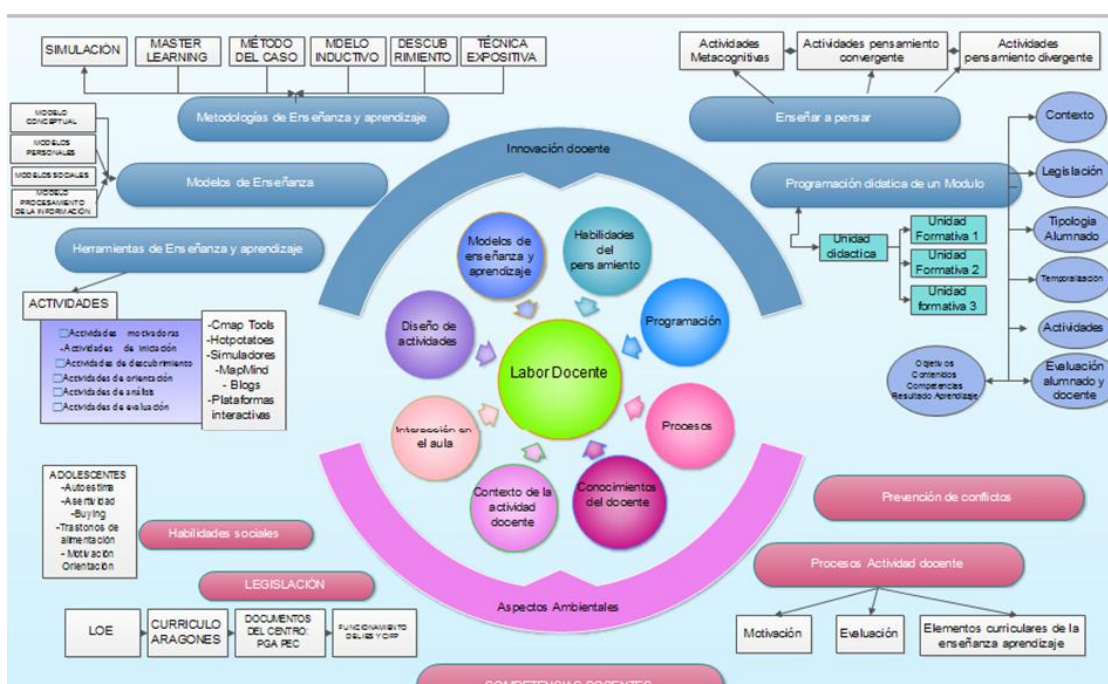 SIMULACIÓN
MASTER
LEARNING
MÉTODO
DEL CASO
MDELO
INDUCTIVO
DESCUB
RIMIENTO
TÉCNICA
EXPOSITIVA
Metodologías de Enseñanza y aprendizaje
MODELO
CONCEPTUAL
MODELOS
PERSONALES
MODELOS SOCIALES
MODELO
PROCESAMIENTO
DE LA INFORMACIÓN
Modelos de Enseñanza
Herramientas de Enseñanza y aprendizaje
ACTIVIDADES
Actividades motivadoras
-Actividades de iniciación
Actividades de descubrimiento
Actividades de orientación
Actividades de análisis
Actividades de evaluación
-Cmap Tools
-Hotpotatoes
-Simuladores
-MapMind
- Blogs
-Plataformas
interactivas
Actividades
Metacognitivas
Actividades pensamiento
convergente
Actividades
pensamiento divergente
Enseñar a pensar
Programación didatica de un Modulo
Unidad
didactica
Unidad
Formativa 1
Unidad
Formativa 2
Unidad
formativa 3
Contexto
Legislación
Tipologia
Alumnado
Temporalización
Actividades
Evaluación
alumnado y
docente
Objetivos
Contenidos
Competencias
Resultado Aprendizaje
Innovación docente
Modelos de
enseñanza y
aprendizaje
Habilidades
del
pensamiento
Diseño de
actividades
Programación
Labor Docente
Interacción en
el aula
Procesos
Contexto de la
actividad
docente
Conocimientos
del docente
Aspectos Ambientales
ADOLESCENTES
-Autoestima
-Asertividad
-Buying
-Trastonos de
alimentación
- Motivación
Orientación
Habilidades sociales
LEGISLACIÓN
LOE
CURRICULO
ARAGONES
DOCUMENTOS
DEL CENTRO:
PGA PEC
FUNCIONAMIENTO
DEL IES Y CIFP
Prevención de conflictos
Procesos Actividad docente
Motivación
Evaluación
Elementos curriculares de la
enseñanza aprendizaje
COMPETENCIAS DOCENTES